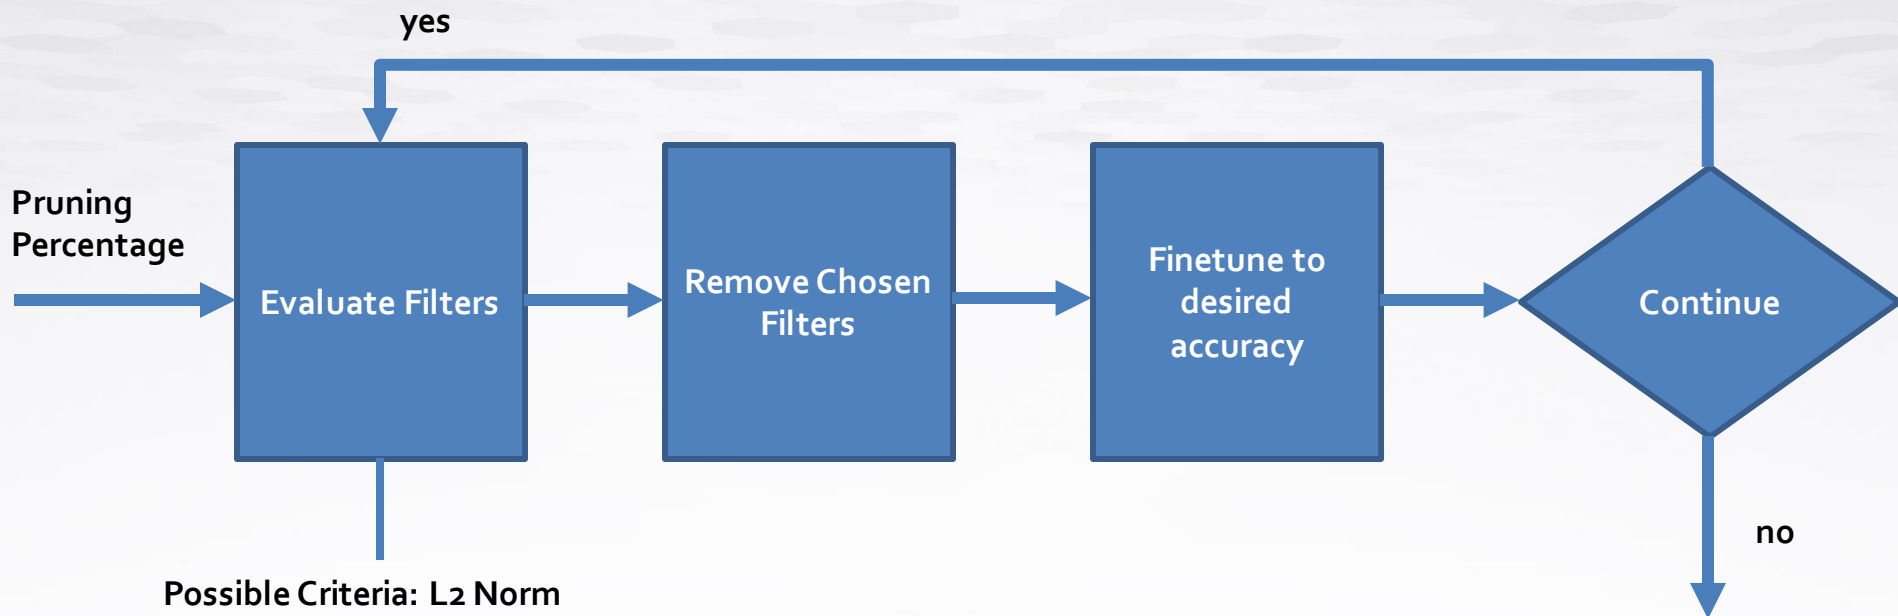 yes
Pruning
Percentage
Evaluate Filters
Remove Chosen
Filters
Finetune to
desired
accuracy
Continue
no
Possible Criteria: L2 Norm